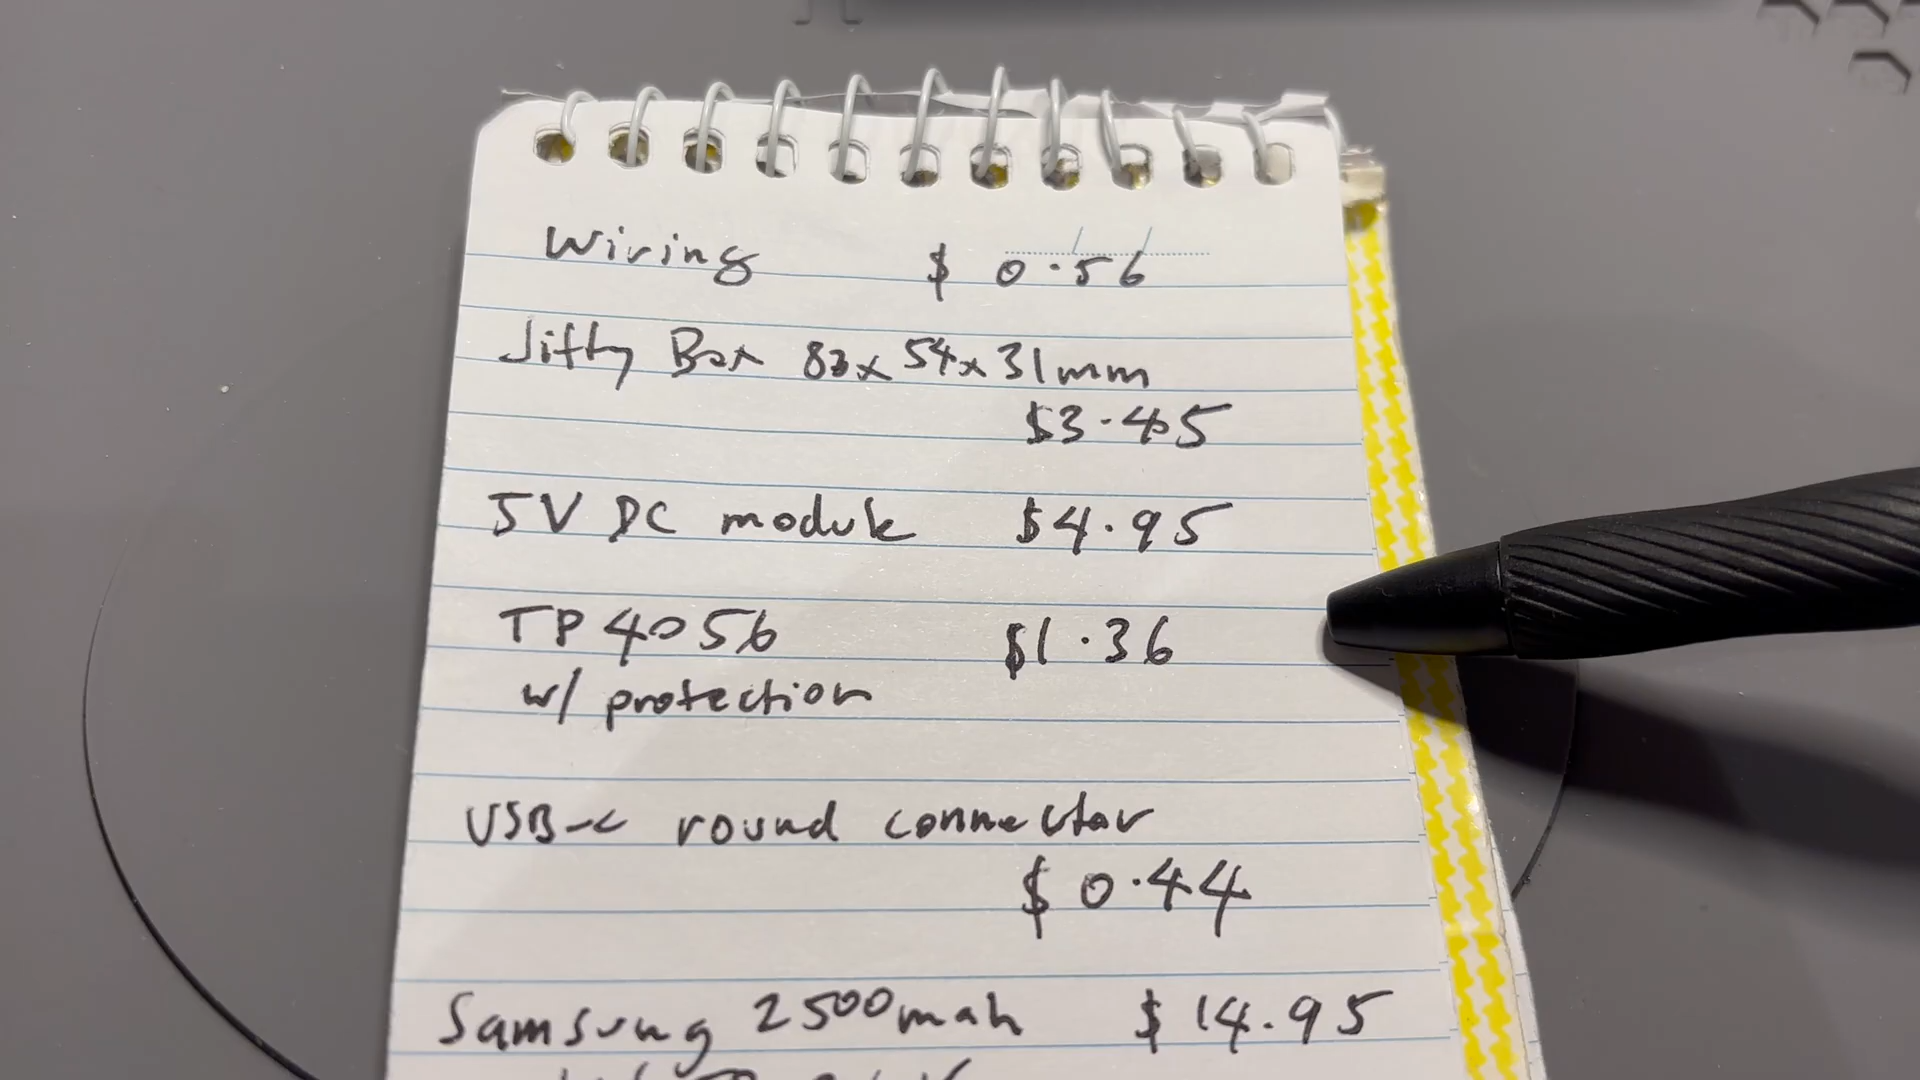 Wiring $ 0.56
Jiffy Box 83x54x31mm
$3.45
5V DC module $4.95
TP4056 $1.36
w/ protection
USB-C round connector
$ 0.44
Samsung 2500mah $ 14.95